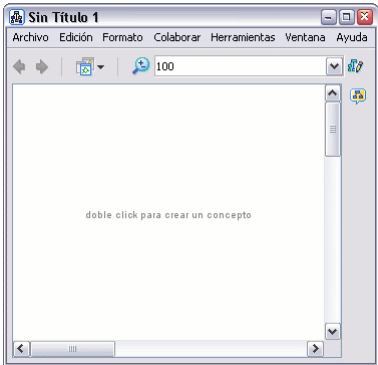 Sin Título 1
Archivo Edición Formato Colaborar Herramientas Ventana Ayuda
100
doble click para crear un concepto